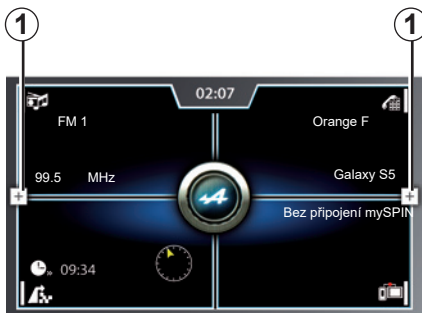 1 1
02:07
FM 1
Orange F
99.5 MHz
Galaxy S5
Bez připojení mySPIN
09:34